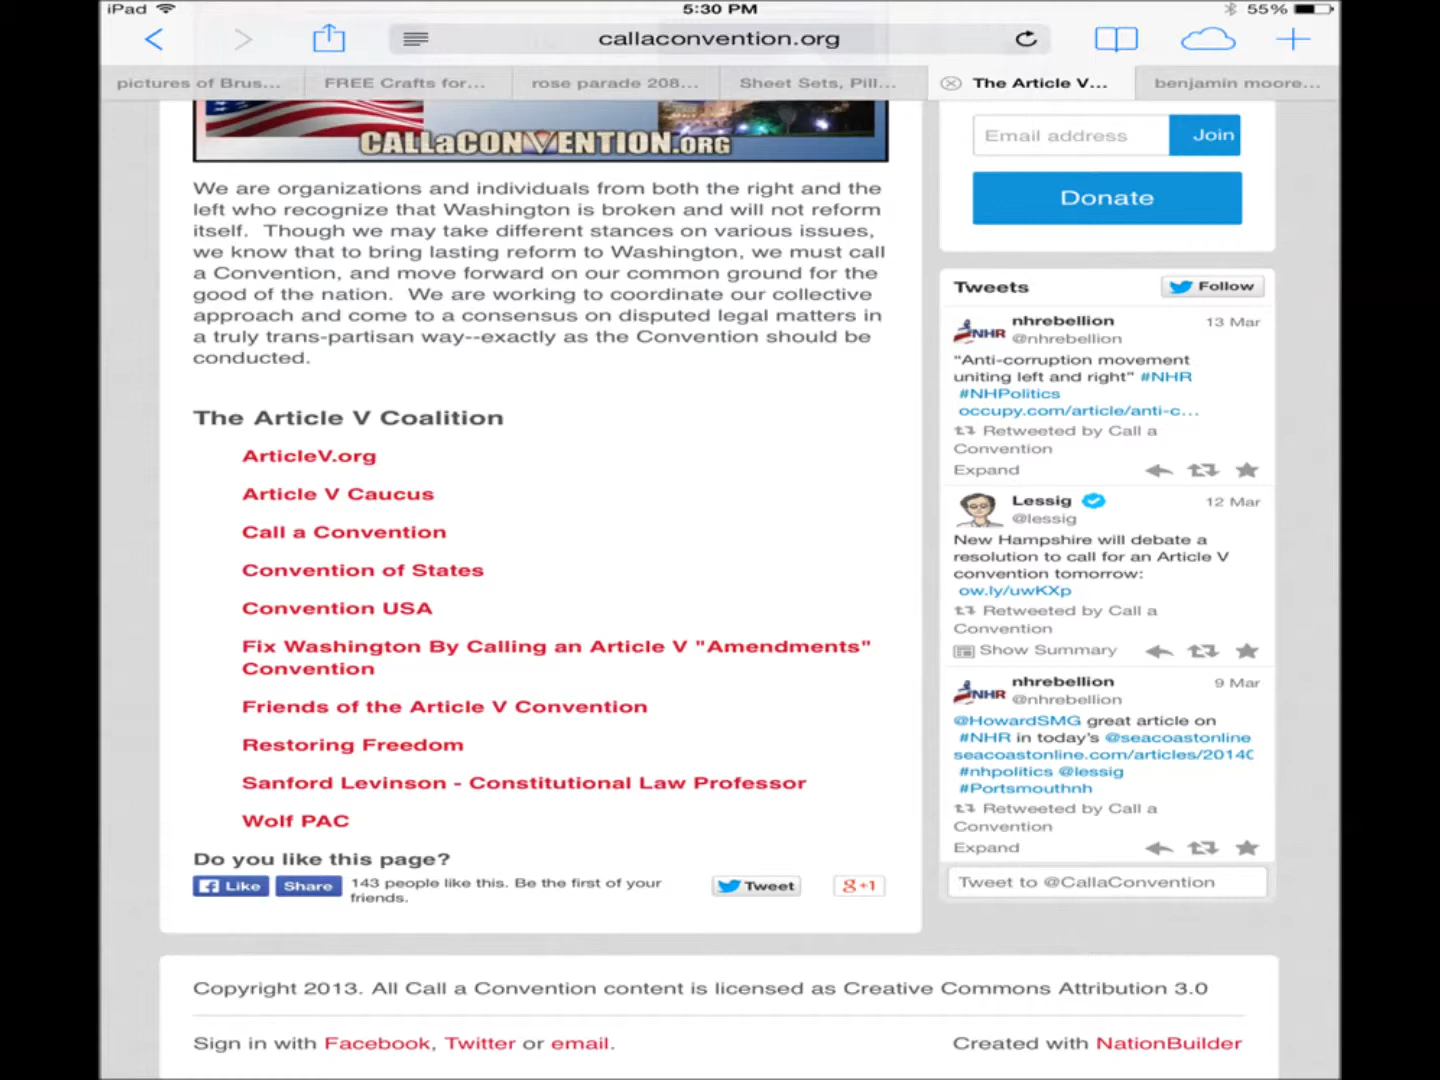 iPad 5:30 PM 55%
callaconvention.org
pictures of Brus... FREE Crafts for... rose parade 208... Sheet Sets, Pill... The Article V... benjamin moore...
CALLaCONVENTION.ORG
We are organizations and individuals from both the right and the
left who recognize that Washington is broken and will not reform
itself.  Though we may take different stances on various issues,
we know that to bring lasting reform to Washington, we must call
a Convention, and move forward on our common ground for the
good of the nation.  We are working to coordinate our collective
approach and come to a consensus on disputed legal matters in
a truly trans-partisan way--exactly as the Convention should be
conducted.
The Article V Coalition
ArticleV.org
Article V Caucus
Call a Convention
Convention of States
Convention USA
Fix Washington By Calling an Article V "Amendments"
Convention
Friends of the Article V Convention
Restoring Freedom
Sanford Levinson - Constitutional Law Professor
Wolf PAC
Do you like this page?
Like Share 143 people like this. Be the first of your
friends.
Tweet
g+1
Email address Join
Donate
Tweets Follow
NHR nhrebellion 13 Mar
@nhrebellion
"Anti-corruption movement
uniting left and right" #NHR
#NHPolitics
occupy.com/article/anti-c...
Retweeted by Call a
Convention
Expand
Lessig 12 Mar
@lessig
New Hampshire will debate a
resolution to call for an Article V
convention tomorrow:
ow.ly/uwKXp
Retweeted by Call a
Convention
Show Summary
NHR nhrebellion 9 Mar
@nhrebellion
@HowardSMG great article on
#NHR in today's @seacoastonline
seacoastonline.com/articles/2014
#nhpolitics @lessig
#Portsmouthnh
Retweeted by Call a
Convention
Expand
Tweet to @CallaConvention
Copyright 2013. All Call a Convention content is licensed as Creative Commons Attribution 3.0
Sign in with Facebook, Twitter or email. Created with NationBuilder